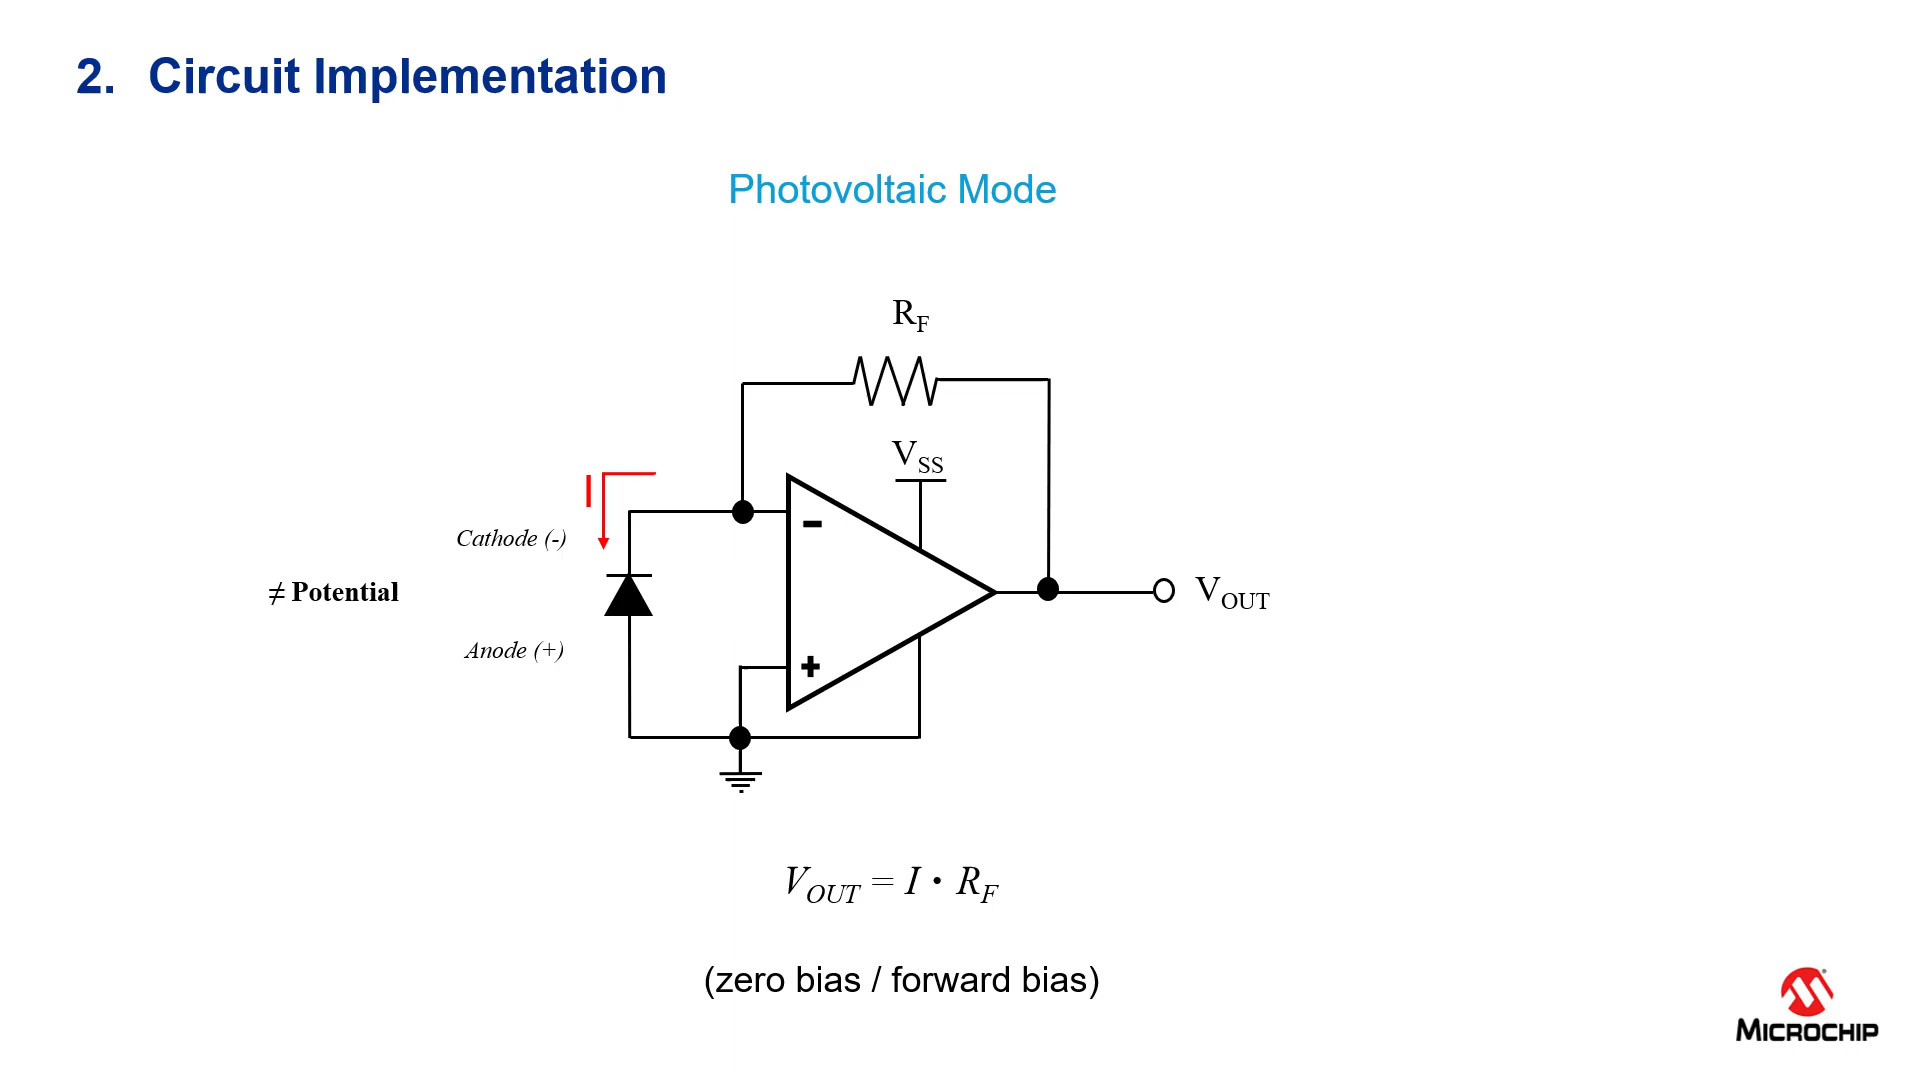 2. Circuit Implementation
Photovoltaic Mode
R_F
V_SS
I
Cathode (-)
-
≠ Potential
V_OUT
Anode (+)
+
V_OUT = I · R_F
(zero bias / forward bias)
MICROCHIP